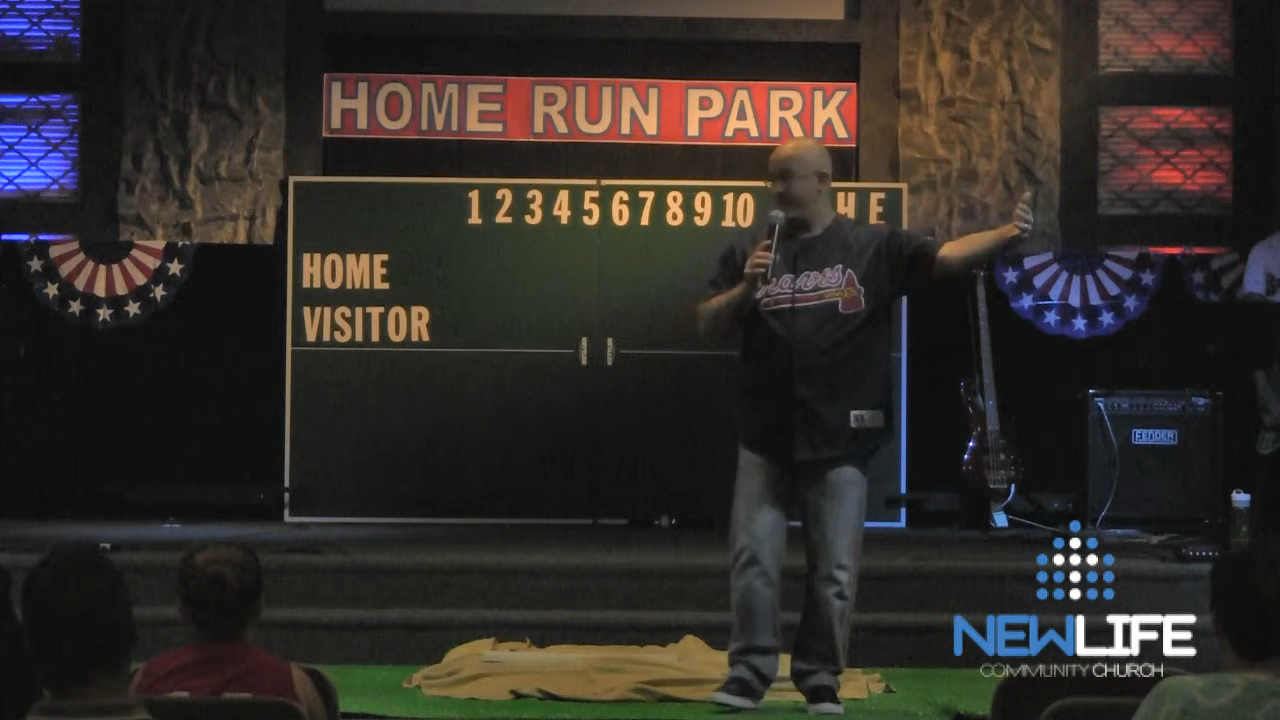 HOME RUN PARK
1 2 3 4 5 6 7 8 9 10 H E
HOME
VISITOR
Braves
FENDER
NEWLIFE
COMMUNITY CHURCH